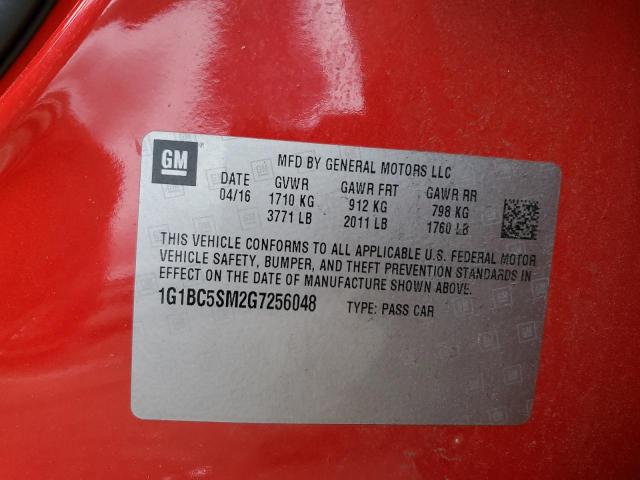 GM
MFD BY GENERAL MOTORS LLC
DATE GVWR GAWR FRT GAWR RR
04/16 1710 KG 912 KG 798 KG
3771 LB 2011 LB 1760 LB
THIS VEHICLE CONFORMS TO ALL APPLICABLE U.S. FEDERAL MOTOR
VEHICLE SAFETY, BUMPER, AND THEFT PREVENTION STANDARDS IN
EFFECT ON THE DATE OF MANUFACTURE SHOWN ABOVE.
1G1BC5SM2G7256048 TYPE: PASS CAR